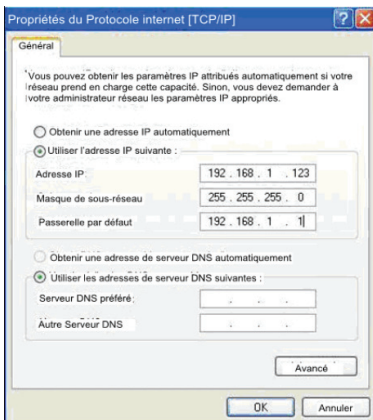 Propriétés du Protocole internet [TCP/IP]
Général
Vous pouvez obtenir les paramètres IP attribués automatiquement si votre
réseau prend en charge cette capacité. Sinon, vous devez demander à
votre administrateur réseau les paramètres IP appropriés.
Obtenir une adresse IP automatiquement
Utiliser l'adresse IP suivante :
Adresse IP: 192 . 168 . 1 . 123
Masque de sous-réseau 255 . 255 . 255 . 0
Passerelle par défaut 192 . 168 . 1 . 1
Obtenir une adresse de serveur DNS automatiquement
Utiliser les adresses de serveur DNS suivantes :
Serveur DNS préféré: . . .
Autre Serveur DNS . . .
Avancé
OK Annuler